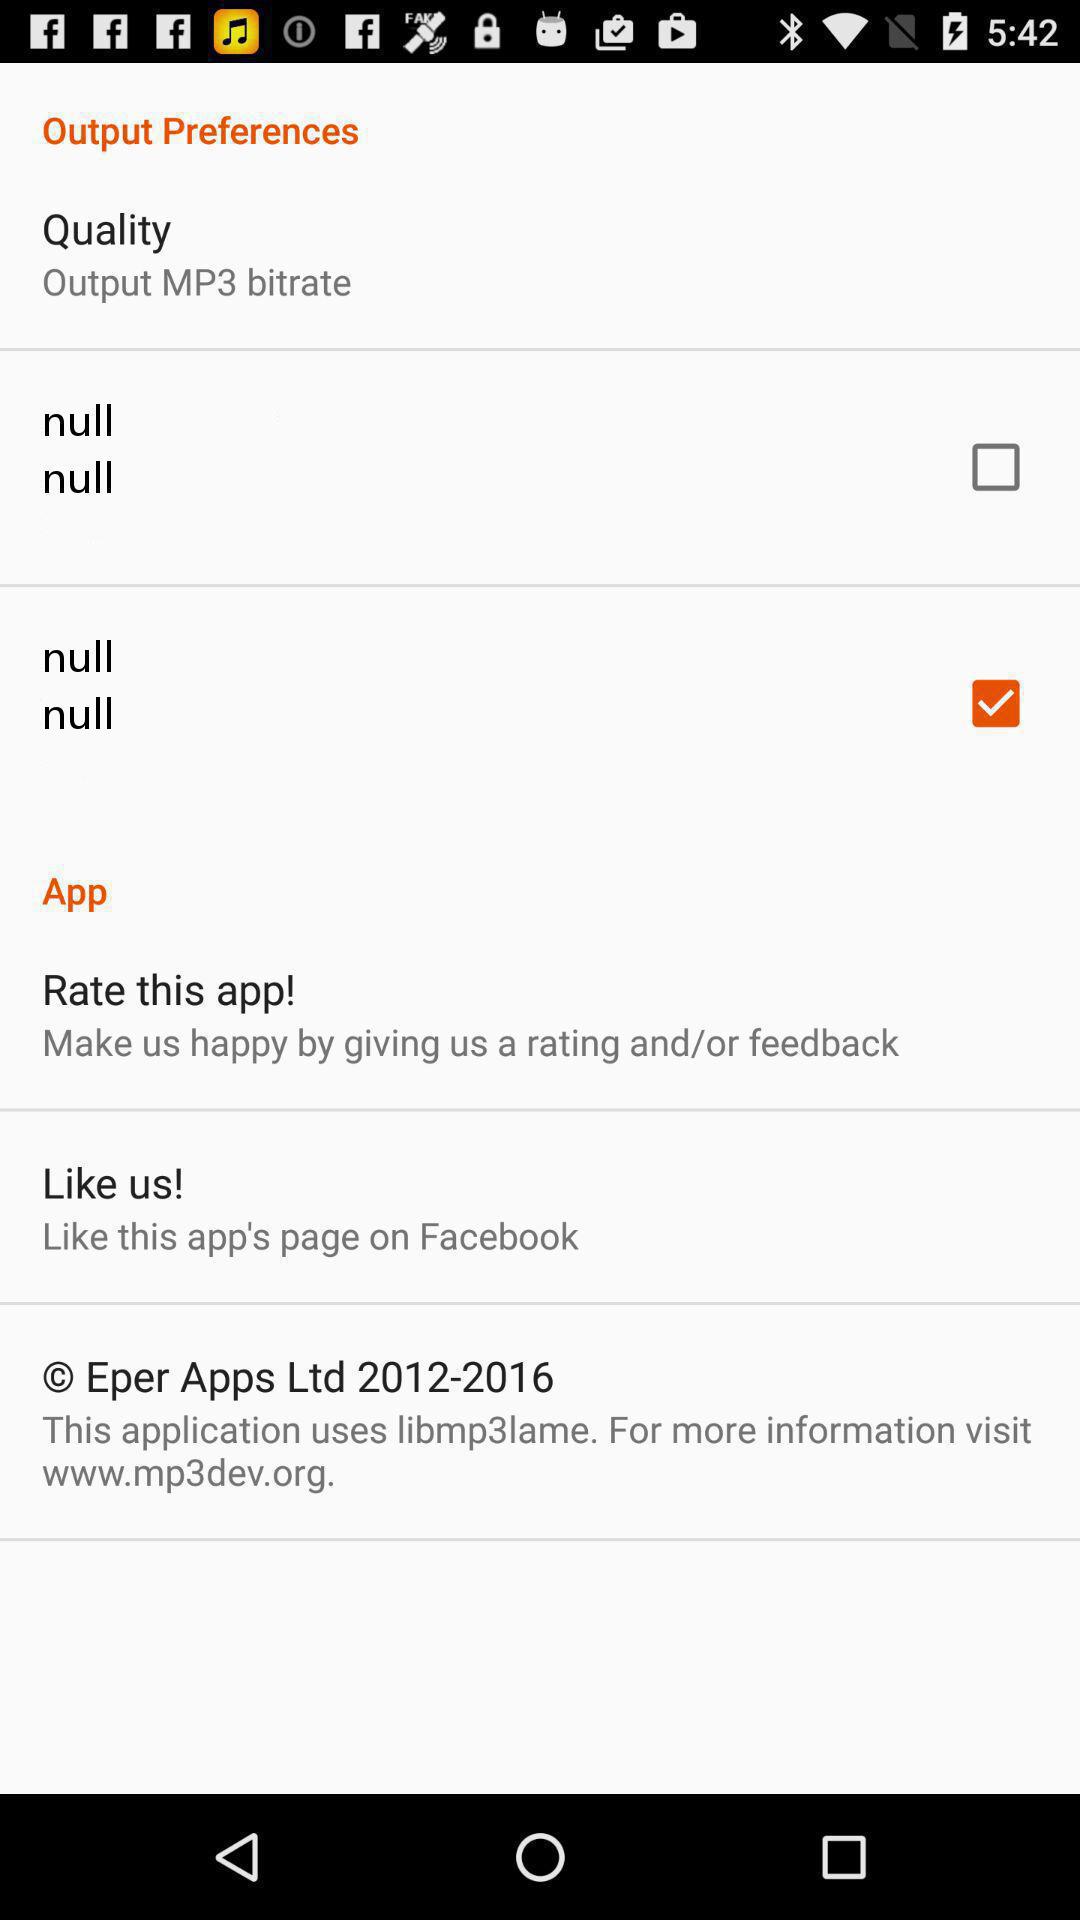 FAKE
5:42
Output Preferences
Quality
Output MP3 bitrate
null
null
null
null
App
Rate this app!
Make us happy by giving us a rating and/or feedback
Like us!
Like this app's page on Facebook
© Eper Apps Ltd 2012-2016
This application uses libmp3lame. For more information visit
www.mp3dev.org.